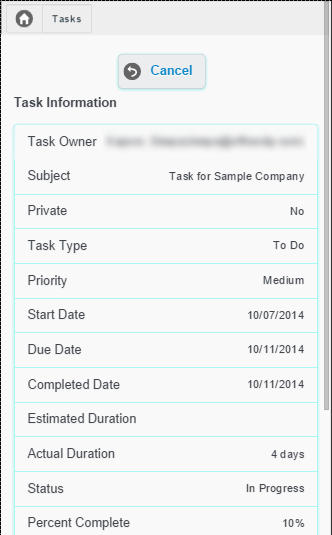 Tasks
Cancel
Task Information
Task Owner
Subject Task for Sample Company
Private No
Task Type To Do
Priority Medium
Start Date 10/07/2014
Due Date 10/11/2014
Completed Date 10/11/2014
Estimated Duration
Actual Duration 4 days
Status In Progress
Percent Complete 10%